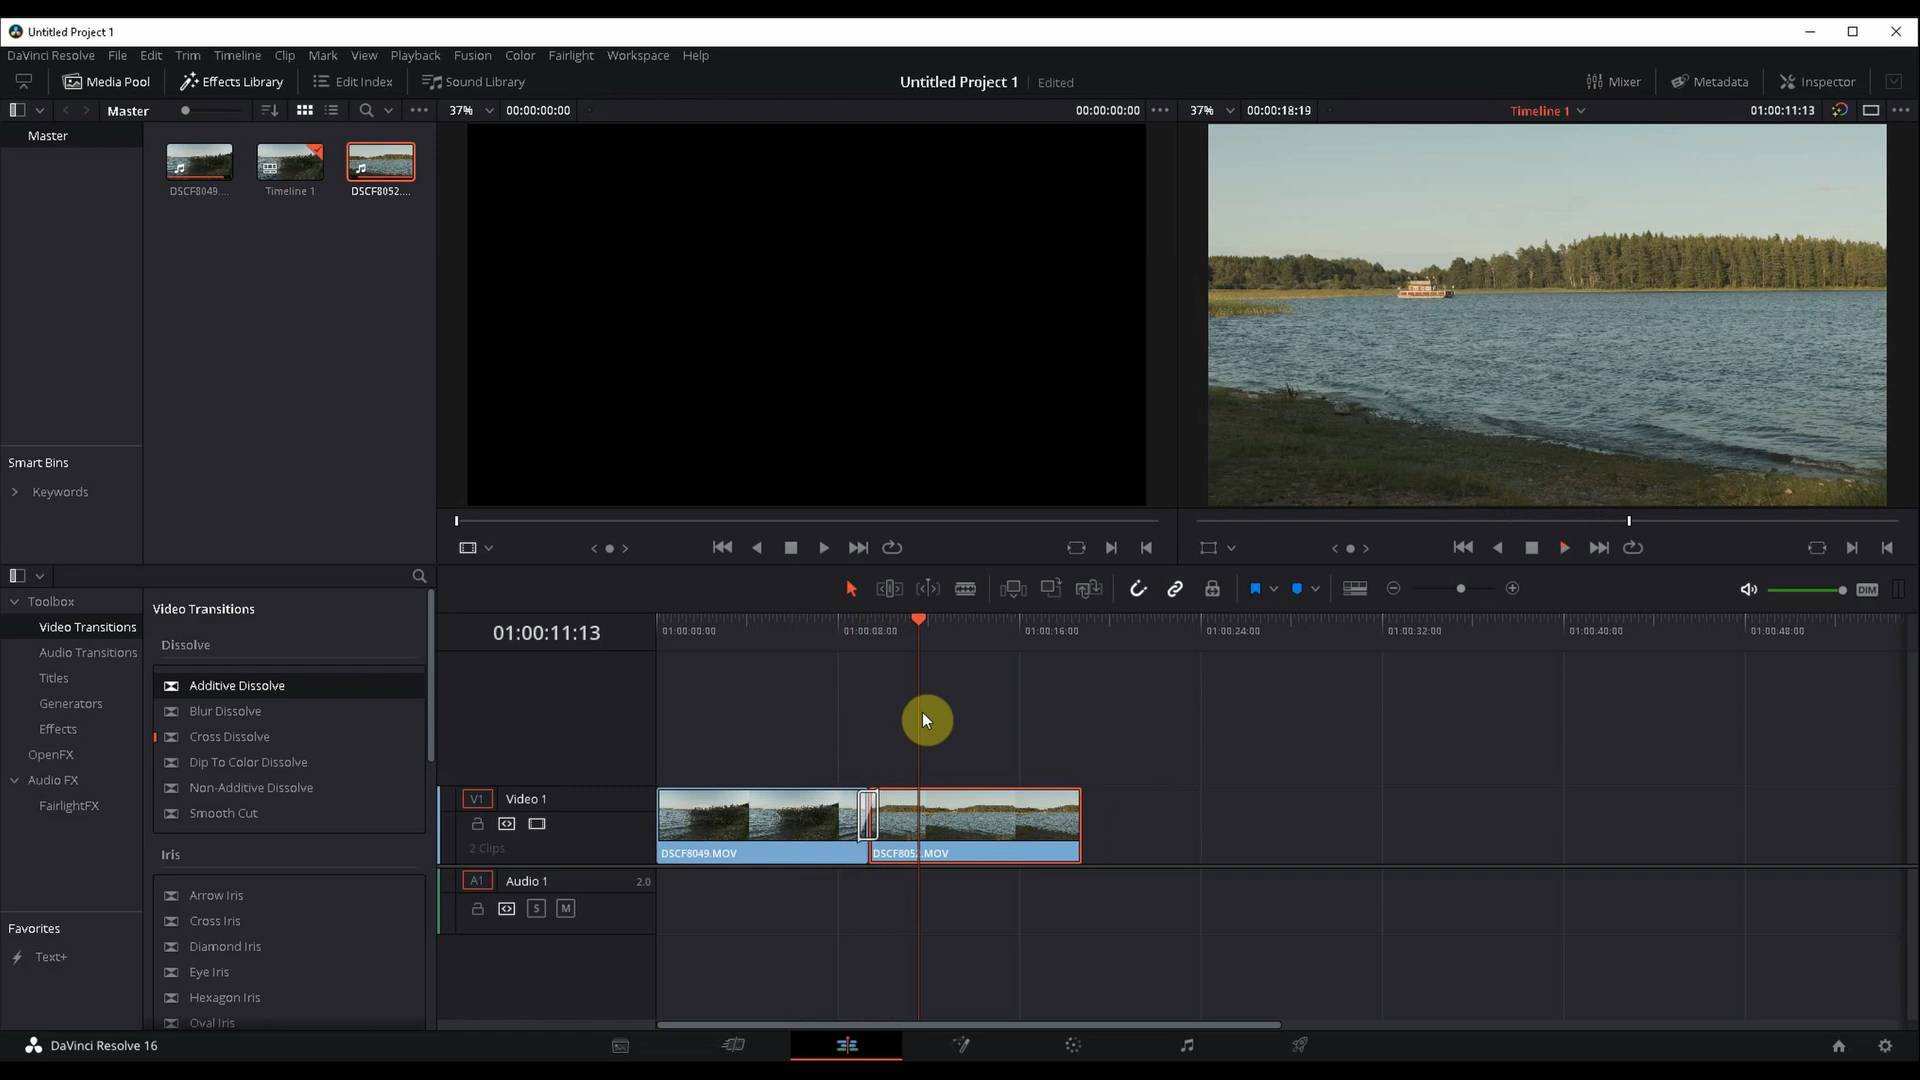 Untitled Project 1
DaVinci Resolve File Edit Trim Timeline Clip Mark View Playback Fusion Color Fairlight Workspace Help
Media Pool Effects Library Edit Index Sound Library Untitled Project 1 Edited Mixer Metadata Inspector
Master 37% 00:00:00:00 00:00:00:00 37% 00:00:18:19 Timeline 1 01:00:11:13
Master
DSCF8049.... Timeline 1 DSCF8052....
Smart Bins
Keywords
Toolbox
Video Transitions
Audio Transitions
Titles
Generators
Effects
OpenFX
Audio FX
FairlightFX
Favorites
Text+
Video Transitions
Dissolve
Additive Dissolve
Blur Dissolve
Cross Dissolve
Dip To Color Dissolve
Non-Additive Dissolve
Smooth Cut
Iris
Arrow Iris
Cross Iris
Diamond Iris
Eye Iris
Hexagon Iris
Oval Iris
DIM
01:00:11:13 01:00:00:00 01:00:08:00 01:00:16:00 01:00:24:00 01:00:32:00 01:00:40:00 01:00:48:00
V1 Video 1
2 Clips
DSCF8049.MOV DSCF8052.MOV
A1 Audio 1 2.0
S M
DaVinci Resolve 16